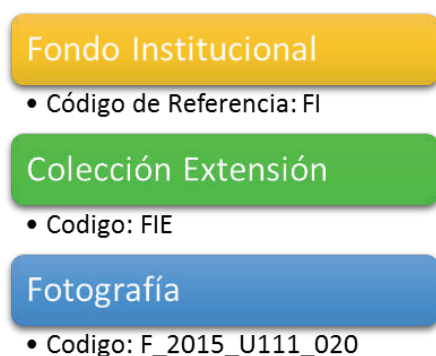 Fondo Institucional
• Código de Referencia: FI
Colección Extensión
• Codigo: FIE
Fotografía
• Codigo: F_2015_U111_020